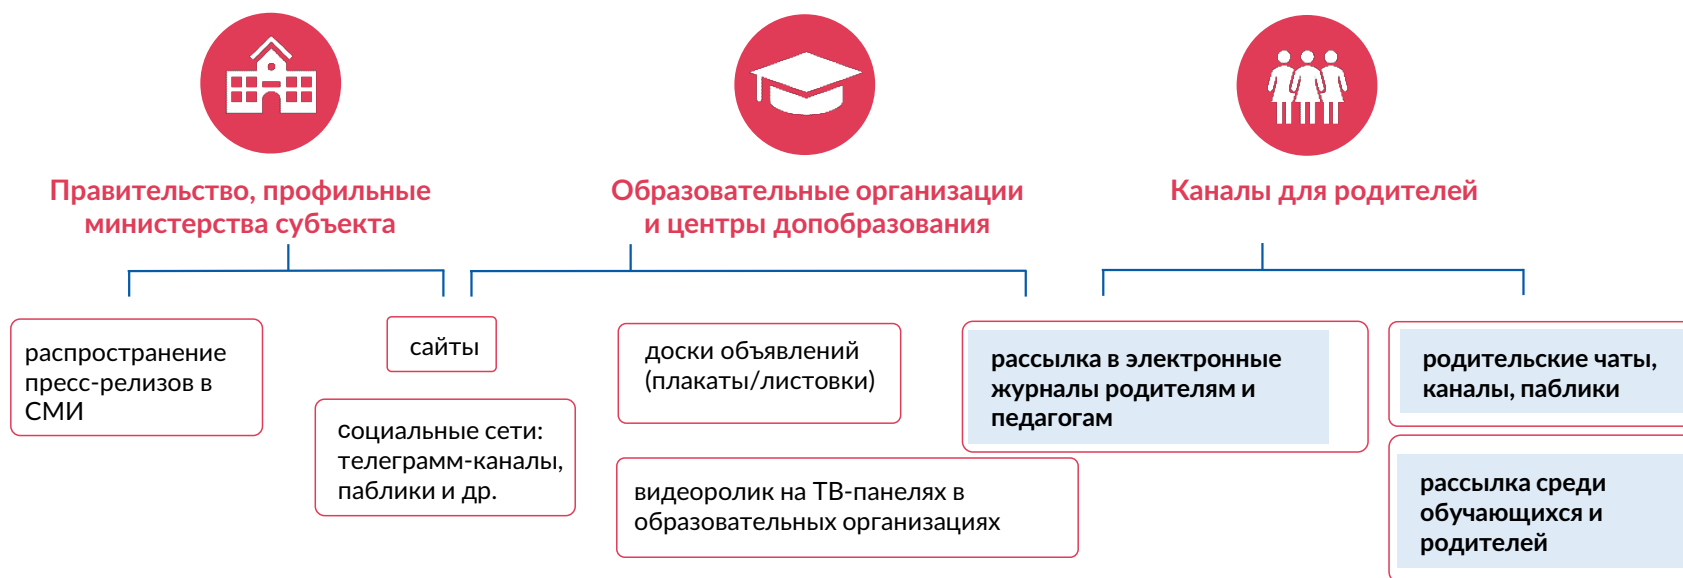 Правительство, профильные
министерства субъекта
Образовательные организации
и центры допобразования
Каналы для родителей
распространение
пресс-релизов в
СМИ
сайты
социальные сети:
телеграмм-каналы,
паблики и др.
доски объявлений
(плакаты/листовки)
видеоролик на ТВ-панелях в
образовательных организациях
рассылка в электронные
журналы родителям и
педагогам
родительские чаты,
каналы, паблики
рассылка среди
обучающихся и
родителей